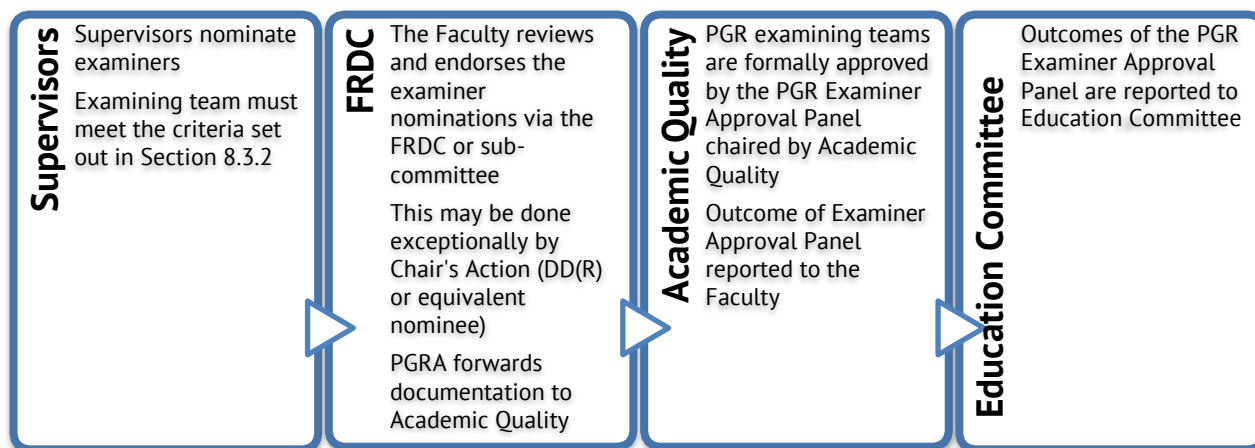 Supervisors
Supervisors nominate
examiners
Examining team must
meet the criteria set
out in Section 8.3.2
FRDC
The Faculty reviews
and endorses the
examiner
nominations via the
FRDC or sub-
committee
This may be done
exceptionally by
Chair's Action (DD(R)
or equivalent
nominee)
PGRA forwards
documentation to
Academic Quality
Academic Quality
PGR examining teams
are formally approved
by the PGR Examiner
Approval Panel
chaired by Academic
Quality
Outcome of Examiner
Approval Panel
reported to the
Faculty
Education Committee
Outcomes of the PGR
Examiner Approval
Panel are reported to
Education Committee